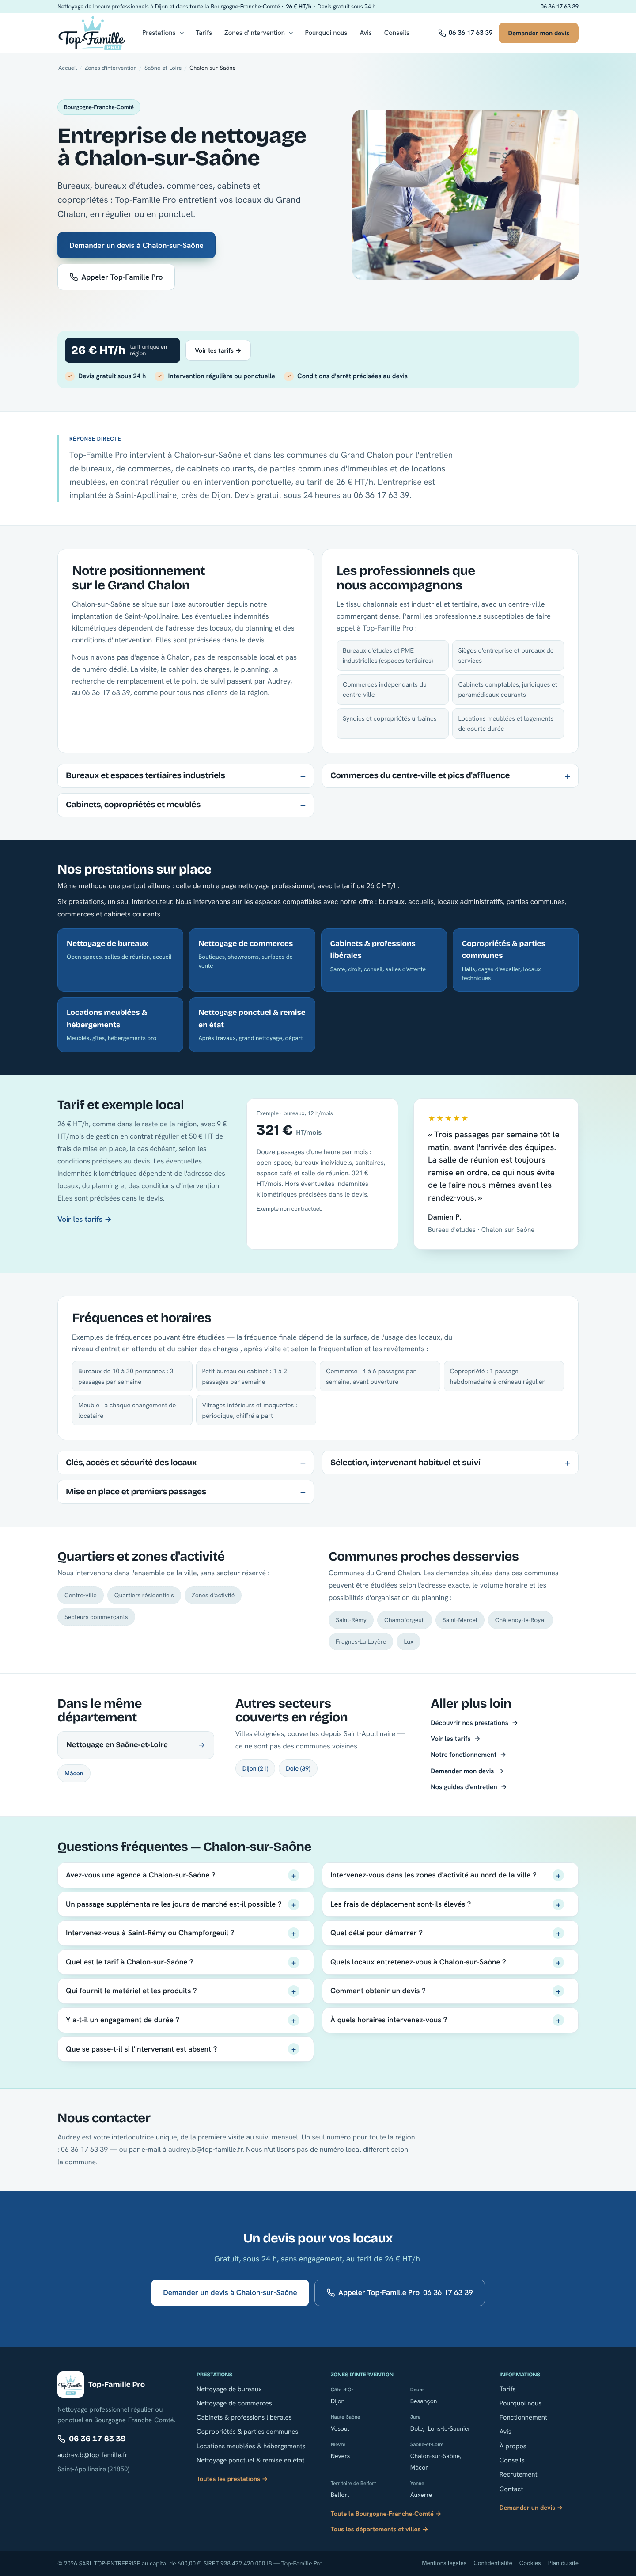 Nettoyage de locaux professionnels à Dijon et dans toute la Bourgogne-Franche-Comté · 26 € HT/h · Devis gratuit sous 24 h
06 36 17 63 39
Top-Famille
PRO
Prestations
Tarifs
Zones d'intervention
Pourquoi nous
Avis
Conseils
06 36 17 63 39
Demander mon devis
Accueil / Zones d'intervention / Saône-et-Loire / Chalon-sur-Saône
Bourgogne-Franche-Comté
Entreprise de nettoyage
à Chalon-sur-Saône
Bureaux, bureaux d'études, commerces, cabinets et
copropriétés : Top-Famille Pro entretient vos locaux du Grand
Chalon, en régulier ou en ponctuel.
Demander un devis à Chalon-sur-Saône
Appeler Top-Famille Pro
26 € HT/h
tarif unique en
région
Voir les tarifs →
Devis gratuit sous 24 h
Intervention régulière ou ponctuelle
Conditions d'arrêt précisées au devis
RÉPONSE DIRECTE
Top-Famille Pro intervient à Chalon-sur-Saône et dans les communes du Grand Chalon pour l'entretien
de bureaux, de commerces, de cabinets courants, de parties communes d'immeubles et de locations
meublées, en contrat régulier ou en intervention ponctuelle, au tarif de 26 € HT/h. L'entreprise est
implantée à Saint-Apollinaire, près de Dijon. Devis gratuit sous 24 heures au 06 36 17 63 39.
Notre positionnement
sur le Grand Chalon
Chalon-sur-Saône se situe sur l'axe autoroutier depuis notre
implantation de Saint-Apollinaire. Les éventuelles indemnités
kilométriques dépendent de l'adresse des locaux, du planning et des
conditions d'intervention. Elles sont précisées dans le devis.
Nous n'avons pas d'agence à Chalon, pas de responsable local et pas
de numéro dédié. La visite, le cahier des charges, le planning, la
recherche de remplacement et le point de suivi passent par Audrey,
au 06 36 17 63 39, comme pour tous nos clients de la région.
Les professionnels que
nous accompagnons
Le tissu chalonnais est industriel et tertiaire, avec un centre-ville
commerçant dense. Parmi les professionnels susceptibles de faire
appel à Top-Famille Pro :
Bureaux d'études et PME
industrielles (espaces tertiaires)
Sièges d'entreprise et bureaux de
services
Commerces indépendants du
centre-ville
Cabinets comptables, juridiques et
paramédicaux courants
Syndics et copropriétés urbaines
Locations meublées et logements
de courte durée
Bureaux et espaces tertiaires industriels
Commerces du centre-ville et pics d'affluence
Cabinets, copropriétés et meublés
Nos prestations sur place
Même méthode que partout ailleurs : celle de notre page nettoyage professionnel, avec le tarif de 26 € HT/h.
Six prestations, un seul interlocuteur. Nous intervenons sur les espaces compatibles avec notre offre : bureaux, accueils, locaux administratifs, parties communes,
commerces et cabinets courants.
Nettoyage de bureaux
Open-spaces, salles de réunion, accueil
Nettoyage de commerces
Boutiques, showrooms, surfaces de
vente
Cabinets & professions
libérales
Santé, droit, conseil, salles d'attente
Copropriétés & parties
communes
Halls, cages d'escalier, locaux
techniques
Locations meublées &
hébergements
Meublés, gîtes, hébergements pro
Nettoyage ponctuel & remise
en état
Après travaux, grand nettoyage, départ
Tarif et exemple local
26 € HT/h, comme dans le reste de la région, avec 9 €
HT/mois de gestion en contrat régulier et 50 € HT de
frais de mise en place, le cas échéant, selon les
conditions précisées au devis. Les éventuelles
indemnités kilométriques dépendent de l'adresse des
locaux, du planning et des conditions d'intervention.
Elles sont précisées dans le devis.
Voir les tarifs →
Exemple · bureaux, 12 h/mois
321 € HT/mois
Douze passages d'une heure par mois :
open-space, bureaux individuels, sanitaires,
espace café et salle de réunion. 321 €
HT/mois. Hors éventuelles indemnités
kilométriques précisées dans le devis.
Exemple non contractuel.
★★★★★
« Trois passages par semaine tôt le
matin, avant l'arrivée des équipes.
La salle de réunion est toujours
remise en ordre, ce qui nous évite
de le faire nous-mêmes avant les
rendez-vous. »
Damien P.
Bureau d'études · Chalon-sur-Saône
Fréquences et horaires
Exemples de fréquences pouvant être étudiées — la fréquence finale dépend de la surface, de l'usage des locaux, du
niveau d'entretien attendu et du cahier des charges , après visite et selon la fréquentation et les revêtements :
Bureaux de 10 à 30 personnes : 3
passages par semaine
Petit bureau ou cabinet : 1 à 2
passages par semaine
Commerce : 4 à 6 passages par
semaine, avant ouverture
Copropriété : 1 passage
hebdomadaire à créneau régulier
Meublé : à chaque changement de
locataire
Vitrages intérieurs et moquettes :
périodique, chiffré à part
Clés, accès et sécurité des locaux
Sélection, intervenant habituel et suivi
Mise en place et premiers passages
Quartiers et zones d'activité
Nous intervenons dans l'ensemble de la ville, sans secteur réservé :
Centre-ville
Quartiers résidentiels
Zones d'activité
Secteurs commerçants
Communes proches desservies
Communes du Grand Chalon. Les demandes situées dans ces communes
peuvent être étudiées selon l'adresse exacte, le volume horaire et les
possibilités d'organisation du planning :
Saint-Rémy
Champforgeuil
Saint-Marcel
Châtenoy-le-Royal
Fragnes-La Loyère
Lux
Dans le même
département
Nettoyage en Saône-et-Loire →
Mâcon
Autres secteurs
couverts en région
Villes éloignées, couvertes depuis Saint-Apollinaire —
ce ne sont pas des communes voisines.
Dijon (21)
Dole (39)
Aller plus loin
Découvrir nos prestations →
Voir les tarifs →
Notre fonctionnement →
Demander mon devis →
Nos guides d'entretien →
Questions fréquentes — Chalon-sur-Saône
Avez-vous une agence à Chalon-sur-Saône ?
Intervenez-vous dans les zones d'activité au nord de la ville ?
Un passage supplémentaire les jours de marché est-il possible ?
Les frais de déplacement sont-ils élevés ?
Intervenez-vous à Saint-Rémy ou Champforgeuil ?
Quel délai pour démarrer ?
Quel est le tarif à Chalon-sur-Saône ?
Quels locaux entretenez-vous à Chalon-sur-Saône ?
Qui fournit le matériel et les produits ?
Comment obtenir un devis ?
Y a-t-il un engagement de durée ?
À quels horaires intervenez-vous ?
Que se passe-t-il si l'intervenant est absent ?
Nous contacter
Audrey est votre interlocutrice unique, de la première visite au suivi mensuel. Un seul numéro pour toute la région
: 06 36 17 63 39 — ou par e-mail à audrey.b@top-famille.fr. Nous n'utilisons pas de numéro local différent selon
la commune.
Un devis pour vos locaux
Gratuit, sous 24 h, sans engagement, au tarif de 26 € HT/h.
Demander un devis à Chalon-sur-Saône
Appeler Top-Famille Pro 06 36 17 63 39
Top-Famille Pro
Nettoyage professionnel régulier ou
ponctuel en Bourgogne-Franche-Comté.
06 36 17 63 39
audrey.b@top-famille.fr
Saint-Apollinaire (21850)
PRESTATIONS
Nettoyage de bureaux
Nettoyage de commerces
Cabinets & professions libérales
Copropriétés & parties communes
Locations meublées & hébergements
Nettoyage ponctuel & remise en état
Toutes les prestations →
ZONES D'INTERVENTION
Côte-d'Or
Dijon
Doubs
Besançon
Haute-Saône
Vesoul
Jura
Dole, Lons-le-Saunier
Nièvre
Nevers
Saône-et-Loire
Chalon-sur-Saône,
Mâcon
Territoire de Belfort
Belfort
Yonne
Auxerre
Toute la Bourgogne-Franche-Comté →
Tous les départements et villes →
INFORMATIONS
Tarifs
Pourquoi nous
Fonctionnement
Avis
À propos
Conseils
Recrutement
Contact
Demander un devis →
© 2026 SARL TOP-ENTREPRISE au capital de 600,00 €, SIRET 938 472 420 00018 — Top-Famille Pro
Mentions légales
Confidentialité
Cookies
Plan du site